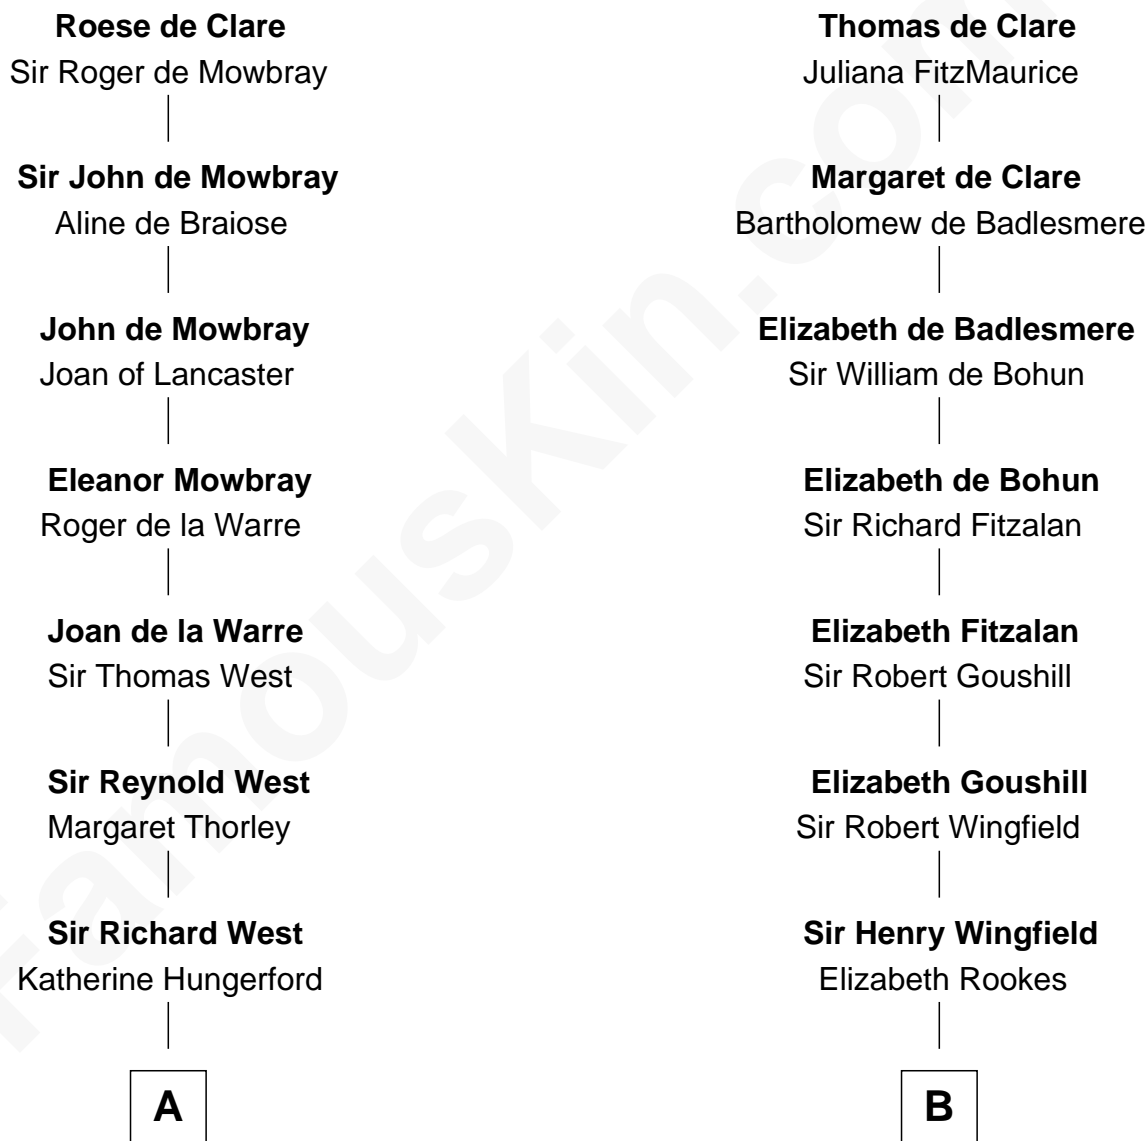 Roese de Clare
Sir Roger de Mowbray
Sir John de Mowbray
Aline de Braiose
John de Mowbray
Joan of Lancaster
Eleanor Mowbray
Roger de la Warre
Joan de la Warre
Sir Thomas West
Sir Reynold West
Margaret Thorley
Sir Richard West
Katherine Hungerford
A
Thomas de Clare
Juliana FitzMaurice
Margaret de Clare
Bartholomew de Badlesmere
Elizabeth de Badlesmere
Sir William de Bohun
Elizabeth de Bohun
Sir Richard Fitzalan
Elizabeth Fitzalan
Sir Robert Goushill
Elizabeth Goushill
Sir Robert Wingfield
Sir Henry Wingfield
Elizabeth Rookes
B
FamousKin.com